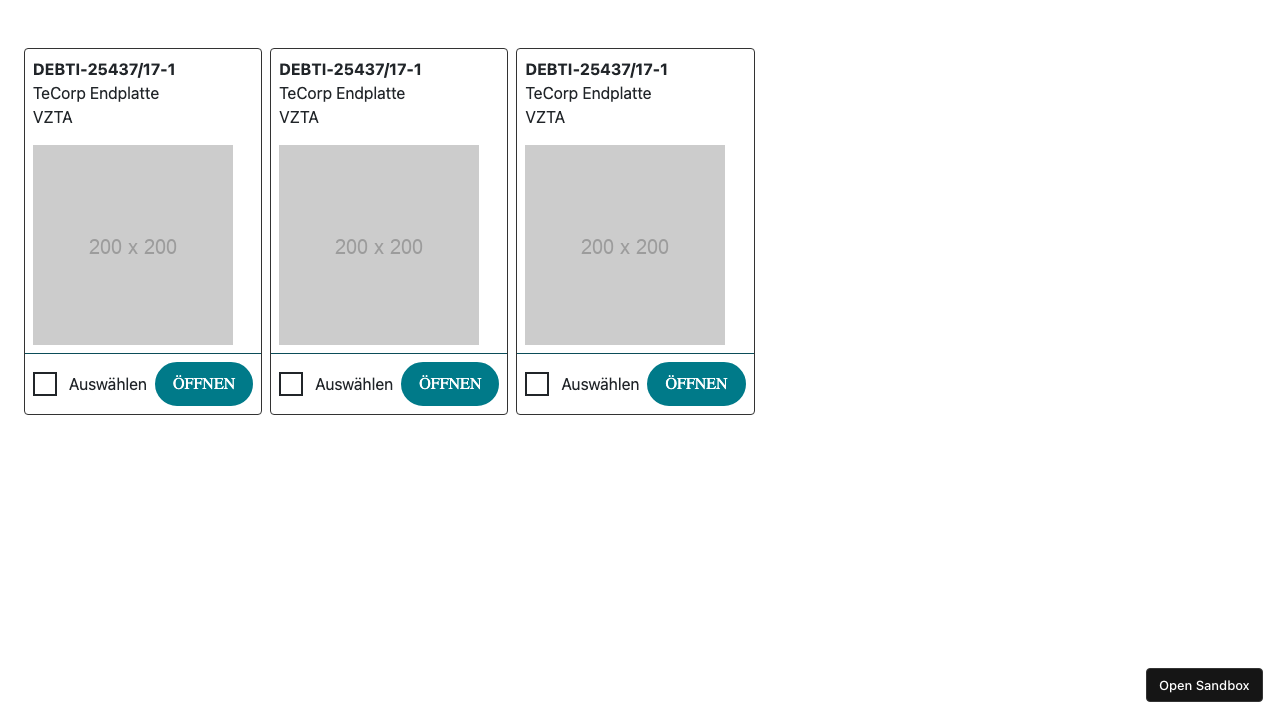 DEBTI-25437/17-1
TeCorp Endplatte
VZTA
200 x 200
Auswählen ÖFFNEN
DEBTI-25437/17-1
TeCorp Endplatte
VZTA
200 x 200
Auswählen ÖFFNEN
DEBTI-25437/17-1
TeCorp Endplatte
VZTA
200 x 200
Auswählen ÖFFNEN
Open Sandbox